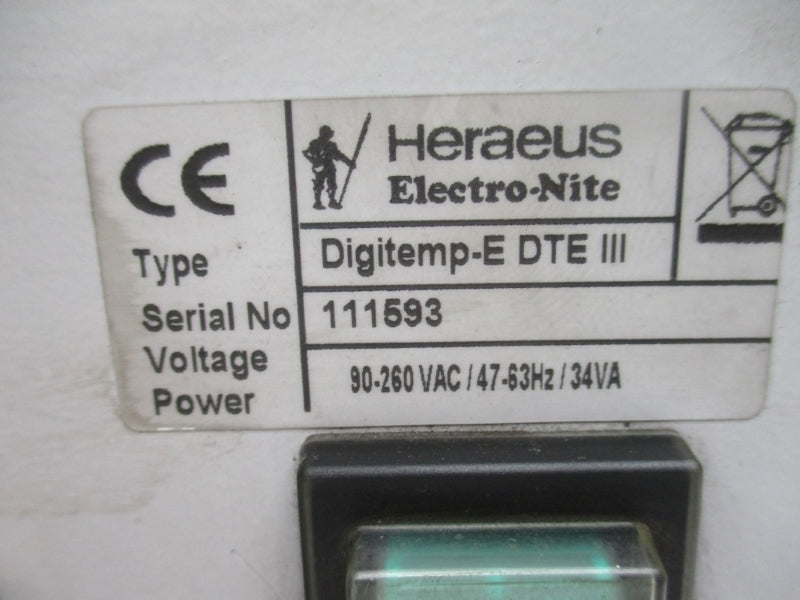 CE
Heraeus
Electro-Nite
Type Digitemp-E DTE III
Serial No 111593
Voltage
Power 90-260 VAC / 47-63Hz / 34VA